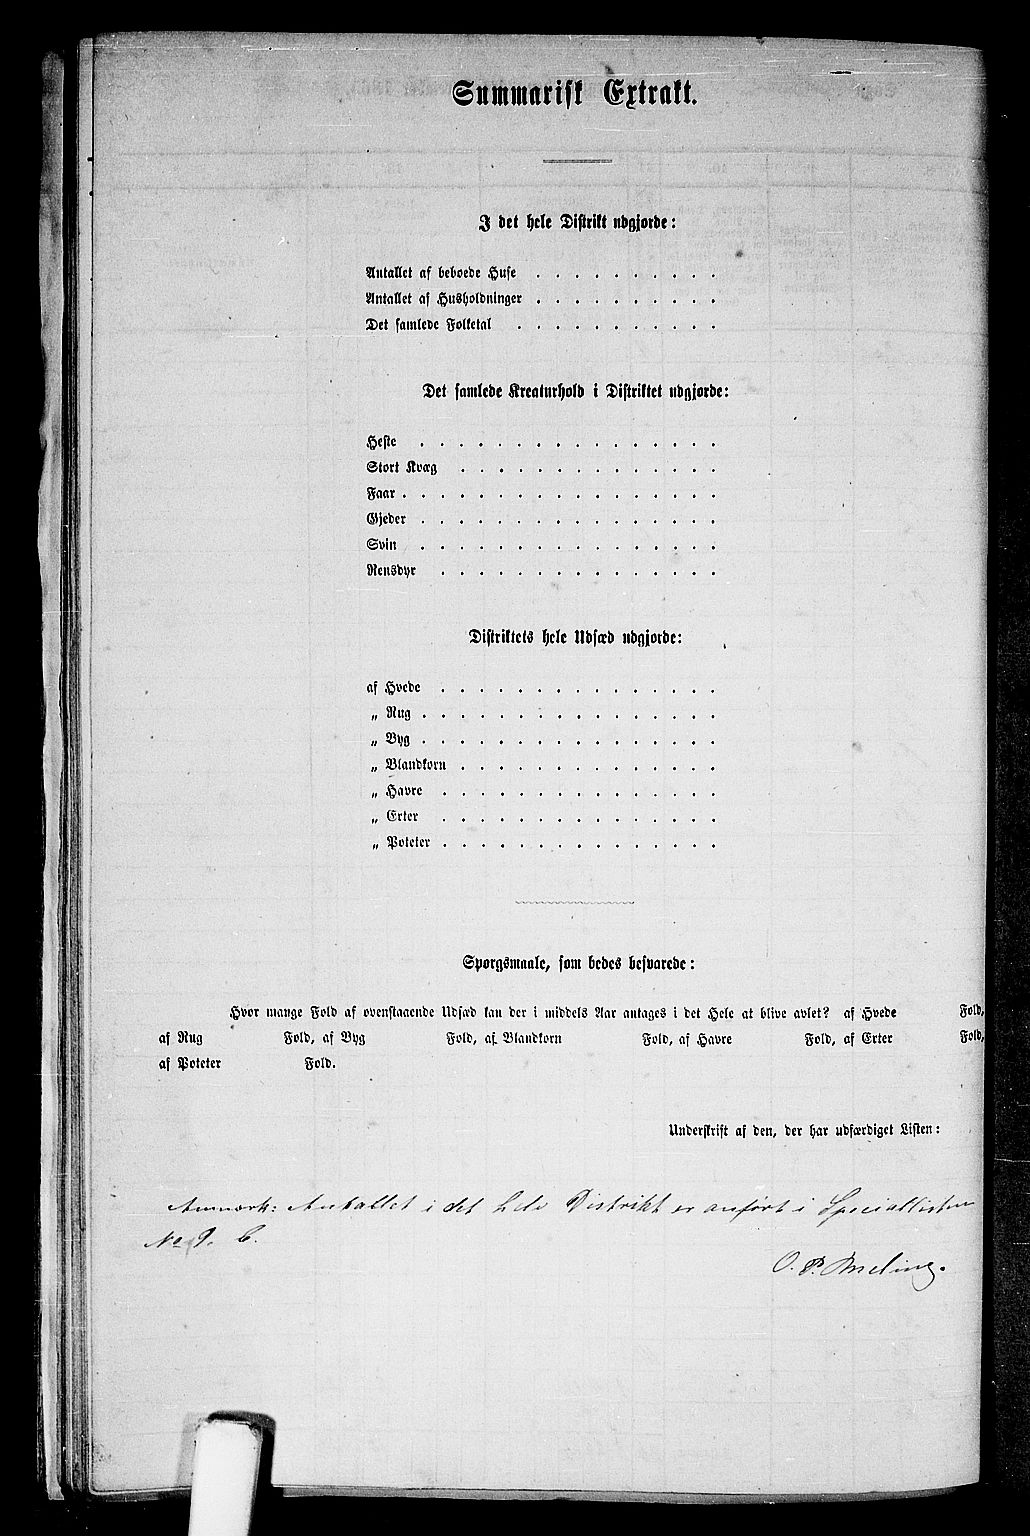 Summarisk Extrakt.
I det hele Distrikt udgjorde:
Antallet af beboede Huse . . . . . . . . . .
Antallet af Husholdninger . . . . . . . . . .
Det samlede Folketal . . . . . . . . . . .
Det samlede Kreaturhold i Distriktet udgjorde:
Heste . . . . . . . . . . . . . . .
Stort Kvæg . . . . . . . . . . . . .
Faar . . . . . . . . . . . . . . . .
Gjeder . . . . . . . . . . . . . . .
Svin . . . . . . . . . . . . . . .
Rensdyr . . . . . . . . . . . . . .
Distriktets hele Udsæd udgjorde:
af Hvede . . . . . . . . . . . . . .
„ Rug . . . . . . . . . . . . . . .
„ Byg . . . . . . . . . . . . . . .
„ Blandkorn . . . . . . . . . . . . .
„ Havre . . . . . . . . . . . . . .
„ Erter . . . . . . . . . . . . . .
„ Poteter . . . . . . . . . . . . . .
Spørgsmaale, som bedes besvarede:
Hvor mange Fold af ovenstaaende Udsæd kan der i middels Aar antages i det Hele at blive avlet? af Hvede Fold,
af Rug Fold, af Byg Fold, af Blandkorn Fold, af Havre Fold, af Erter Fold,
af Poteter Fold.
Underskrift af den, der har udfærdiget Listen:
Anmærk: Antallet i det hele Distrikt er anført i Speciallisten
No 9. C.
O. P.